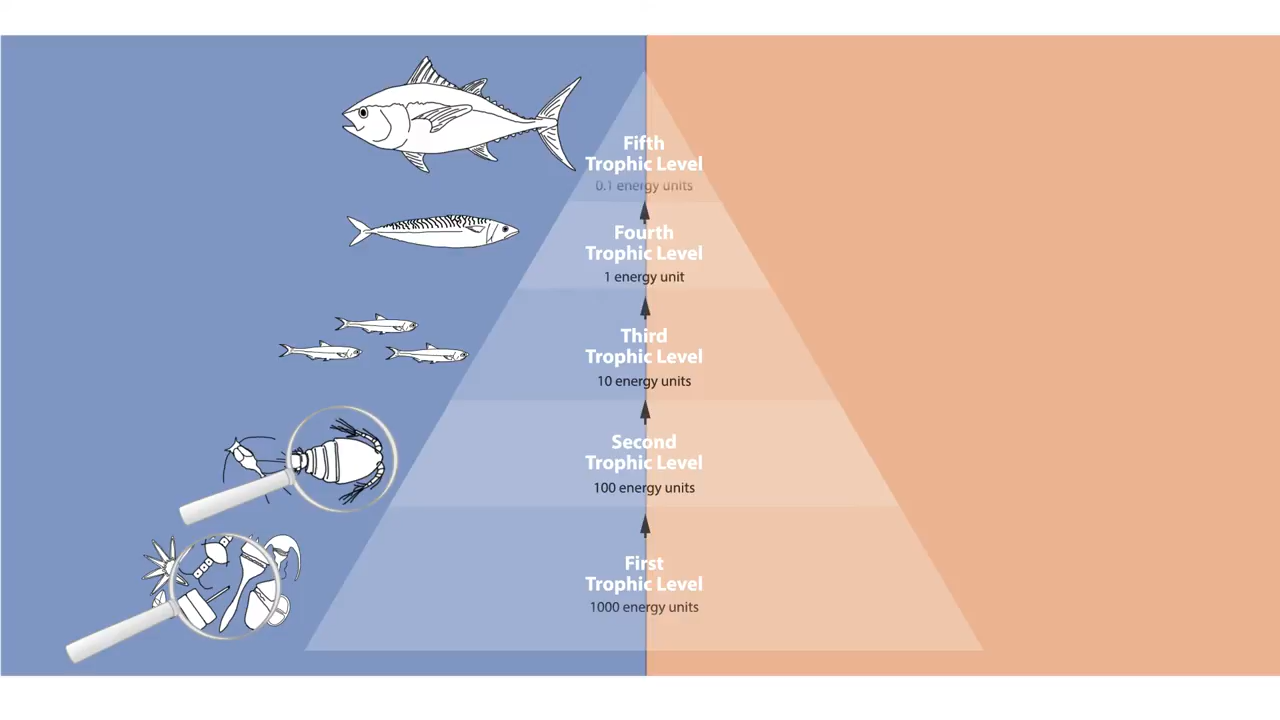 Fifth
Trophic Level
0.1 energy units
Fourth
Trophic Level
1 energy unit
Third
Trophic Level
10 energy units
Second
Trophic Level
100 energy units
First
Trophic Level
1000 energy units